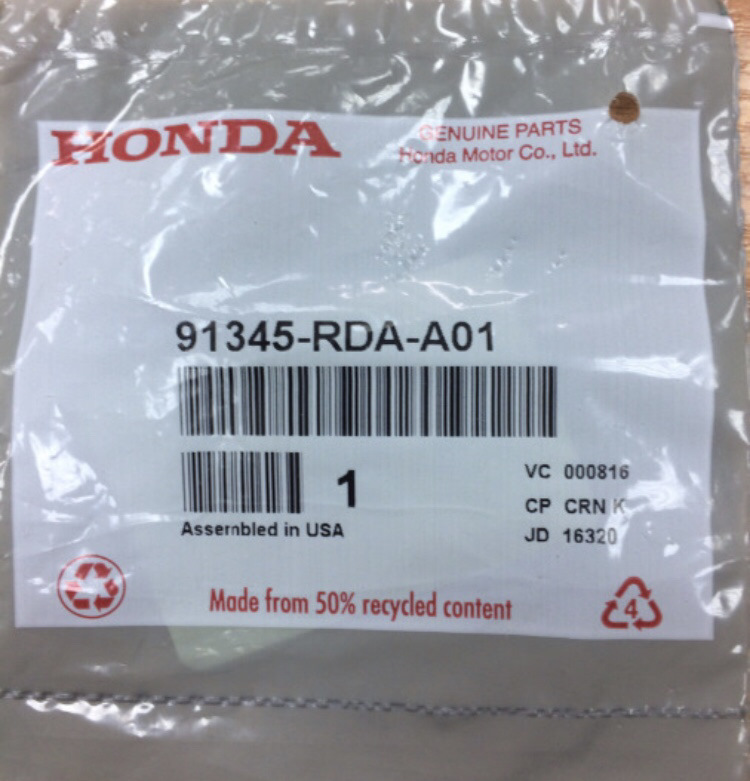 HONDA
GENUINE PARTS
Honda Motor Co., Ltd.
91345-RDA-A01
1
VC 000816
CP CRN K
JD 16320
Assembled in USA
Made from 50% recycled content
4